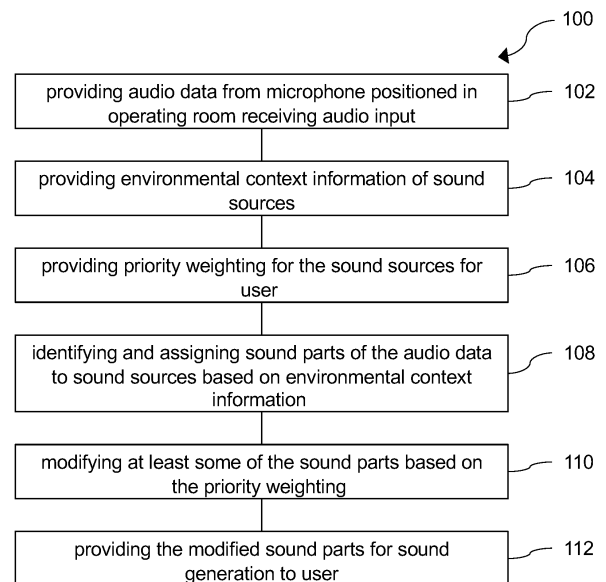 100
providing audio data from microphone positioned in
operating room receiving audio input
102
providing environmental context information of sound
sources
104
providing priority weighting for the sound sources for
user
106
identifying and assigning sound parts of the audio data
to sound sources based on environmental context
information
108
modifying at least some of the sound parts based on
the priority weighting
110
providing the modified sound parts for sound
generation to user
112